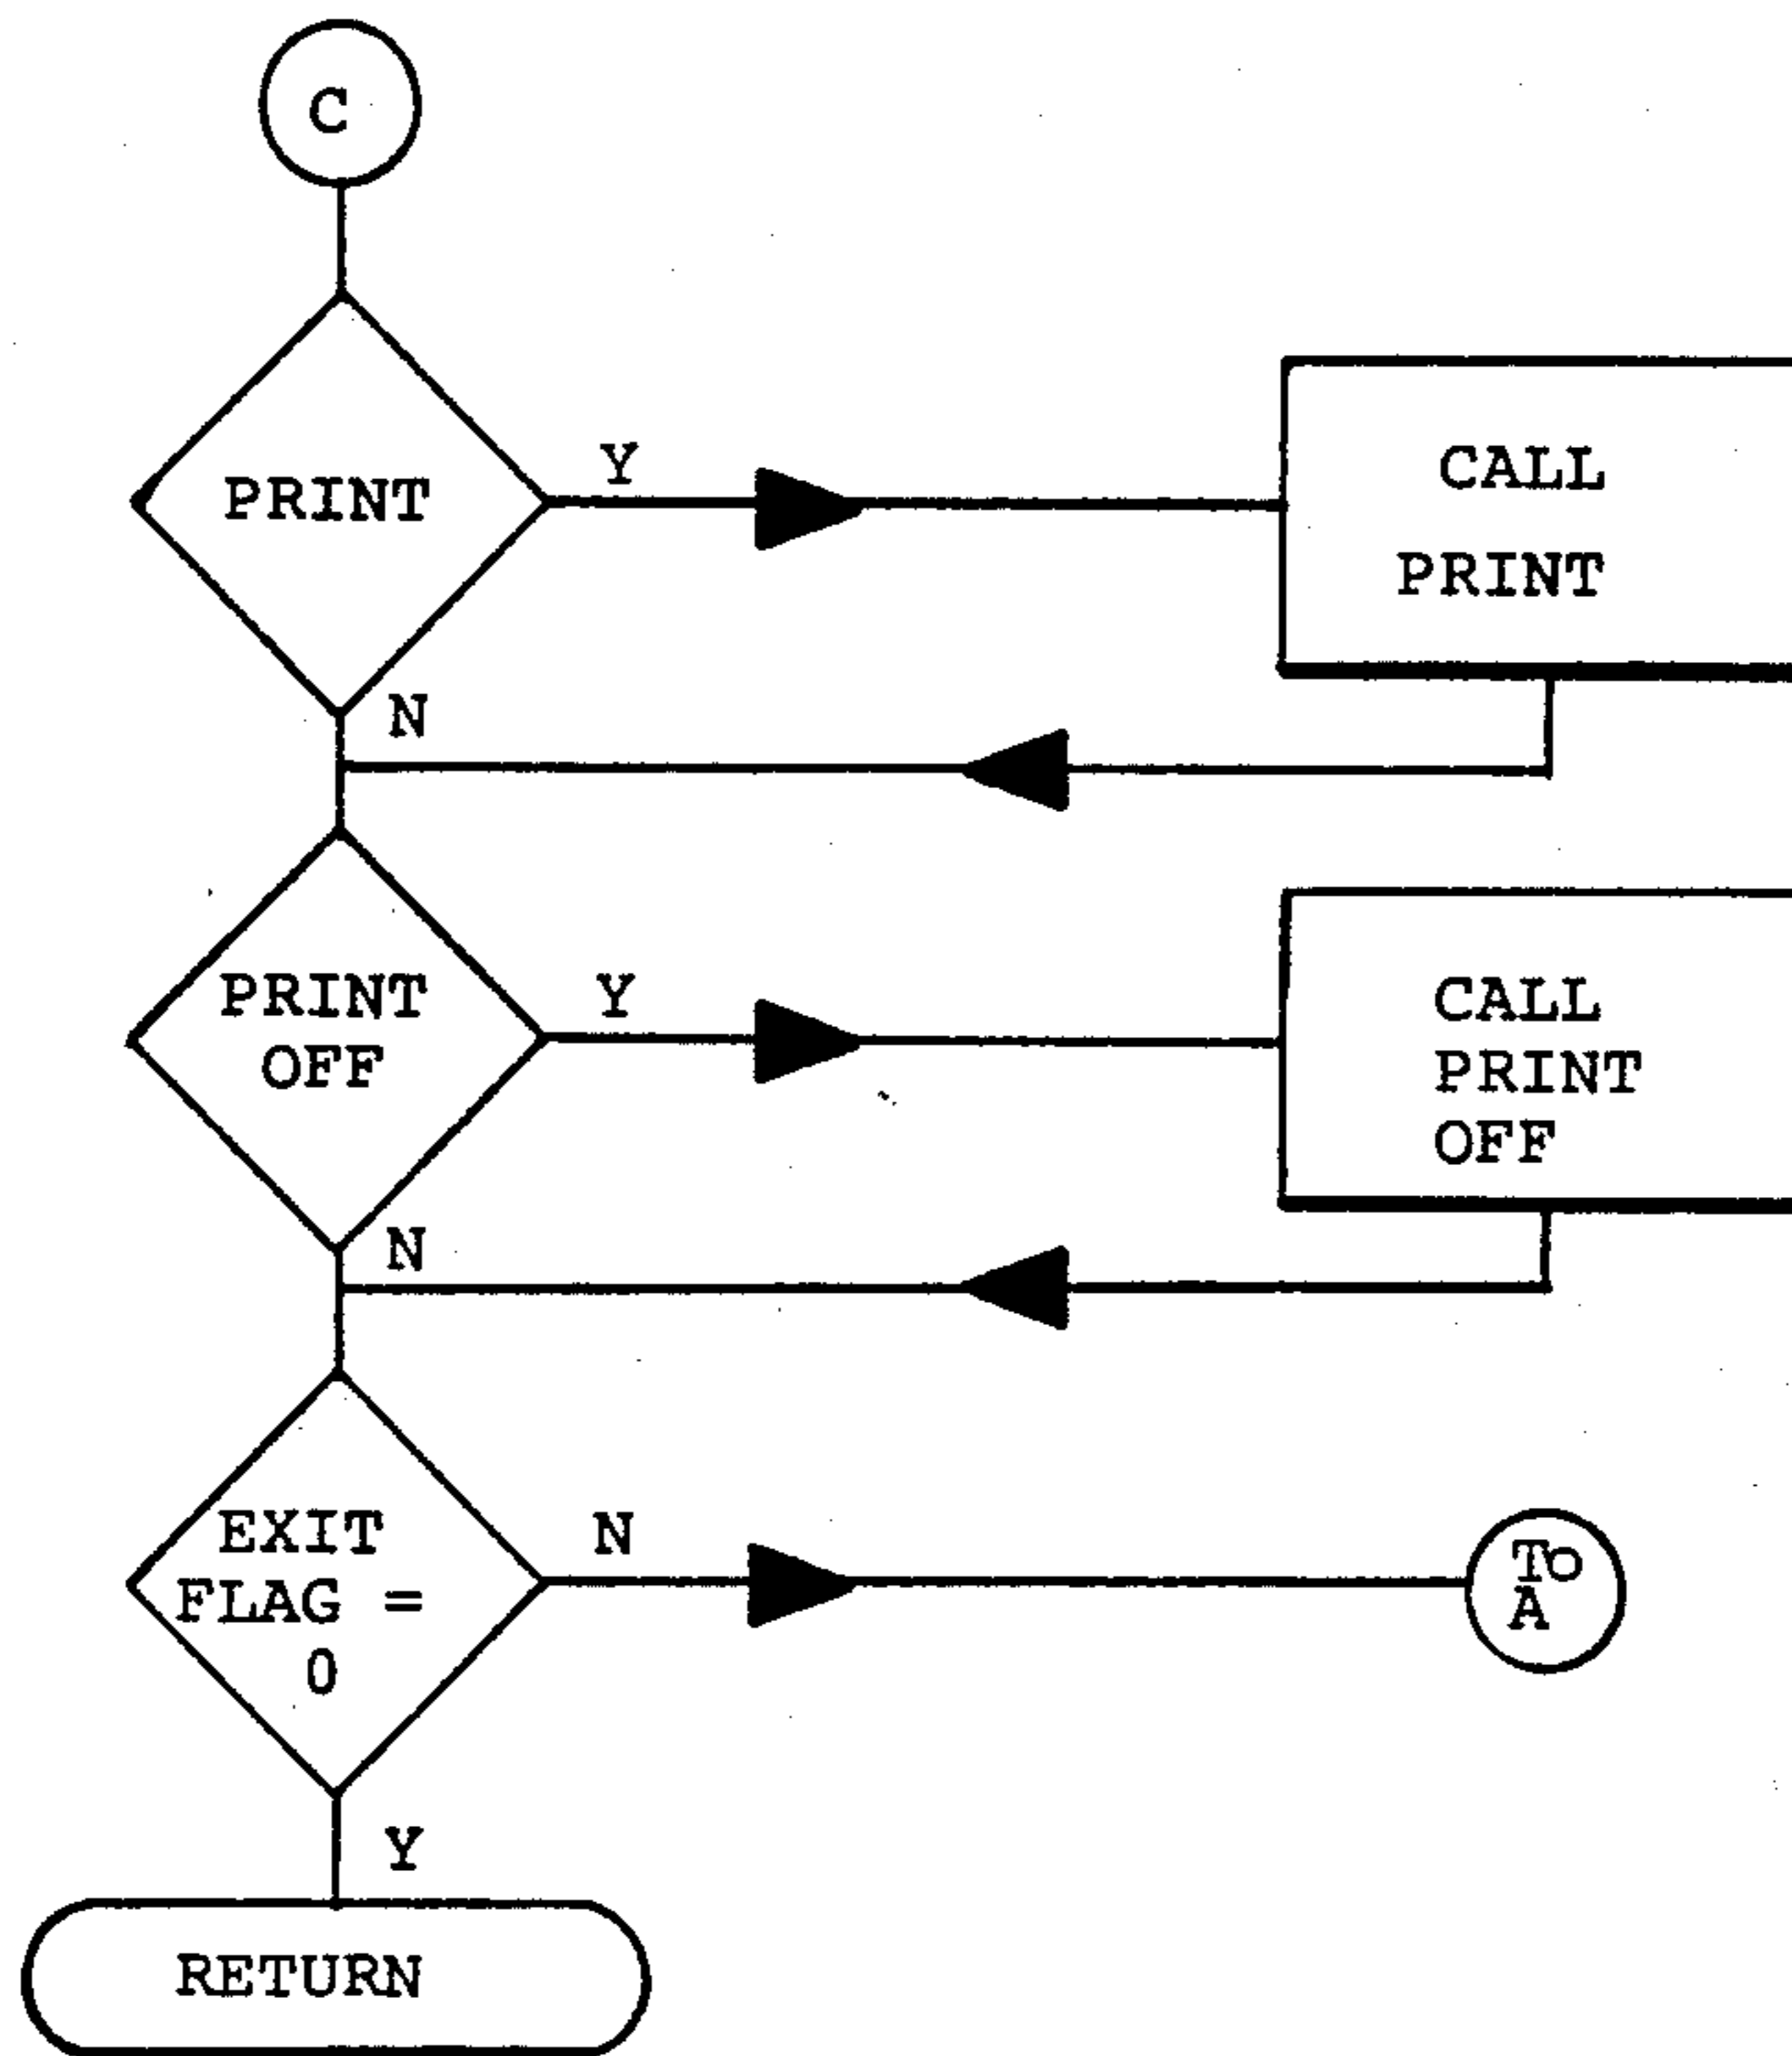 C
PRINT
Y
CALL
PRINT
N
PRINT
OFF
Y
CALL
PRINT
OFF
N
EXIT
FLAG =
0
N
TO
A
Y
RETURN